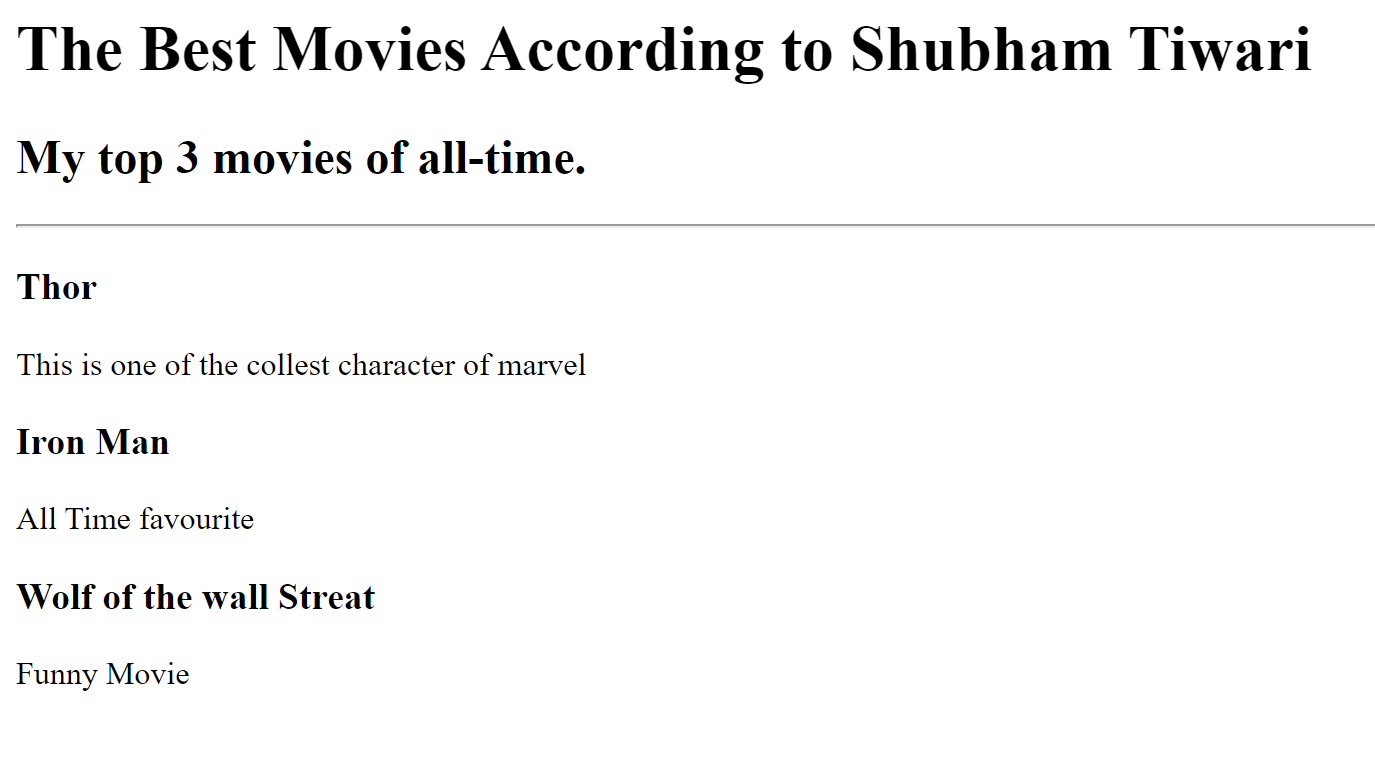 The Best Movies According to Shubham Tiwari
My top 3 movies of all-time.
Thor
This is one of the collest character of marvel
Iron Man
All Time favourite
Wolf of the wall Streat
Funny Movie